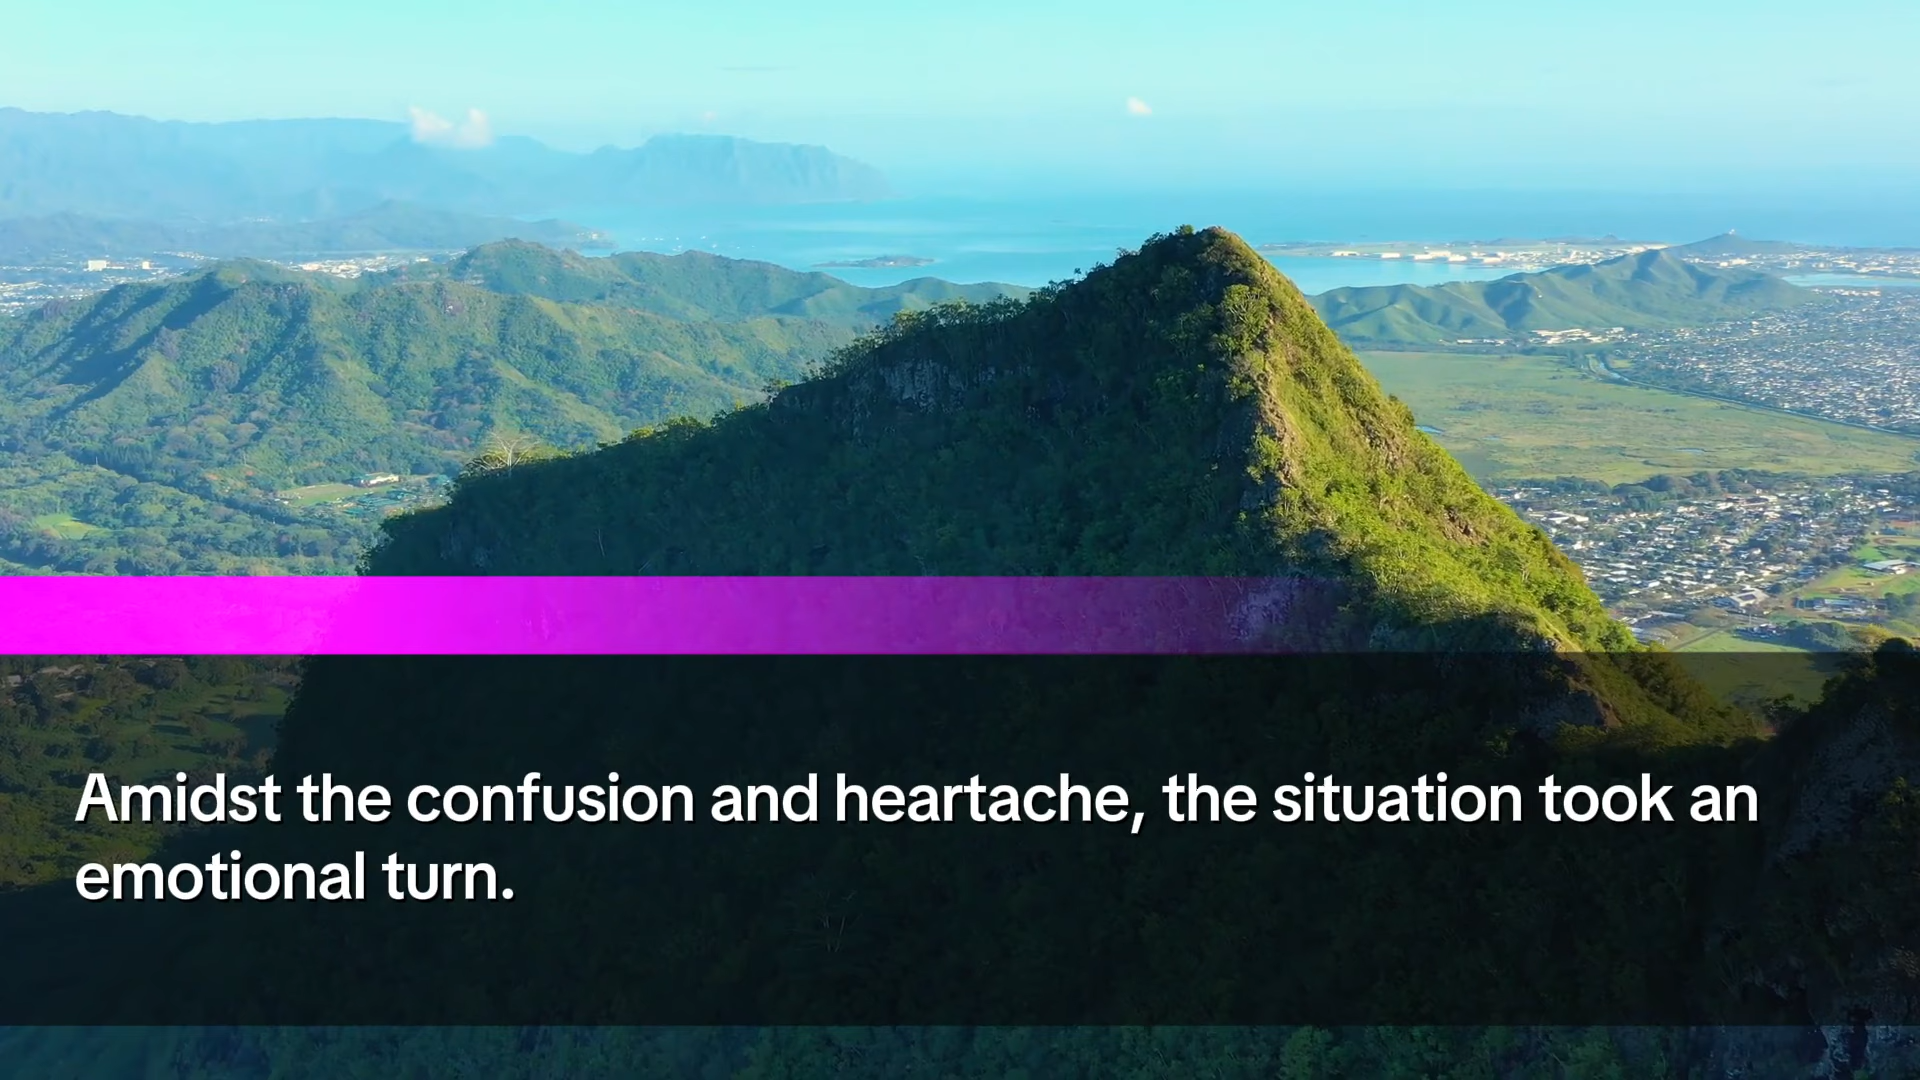 Amidst the confusion and heartache, the situation took an
emotional turn.